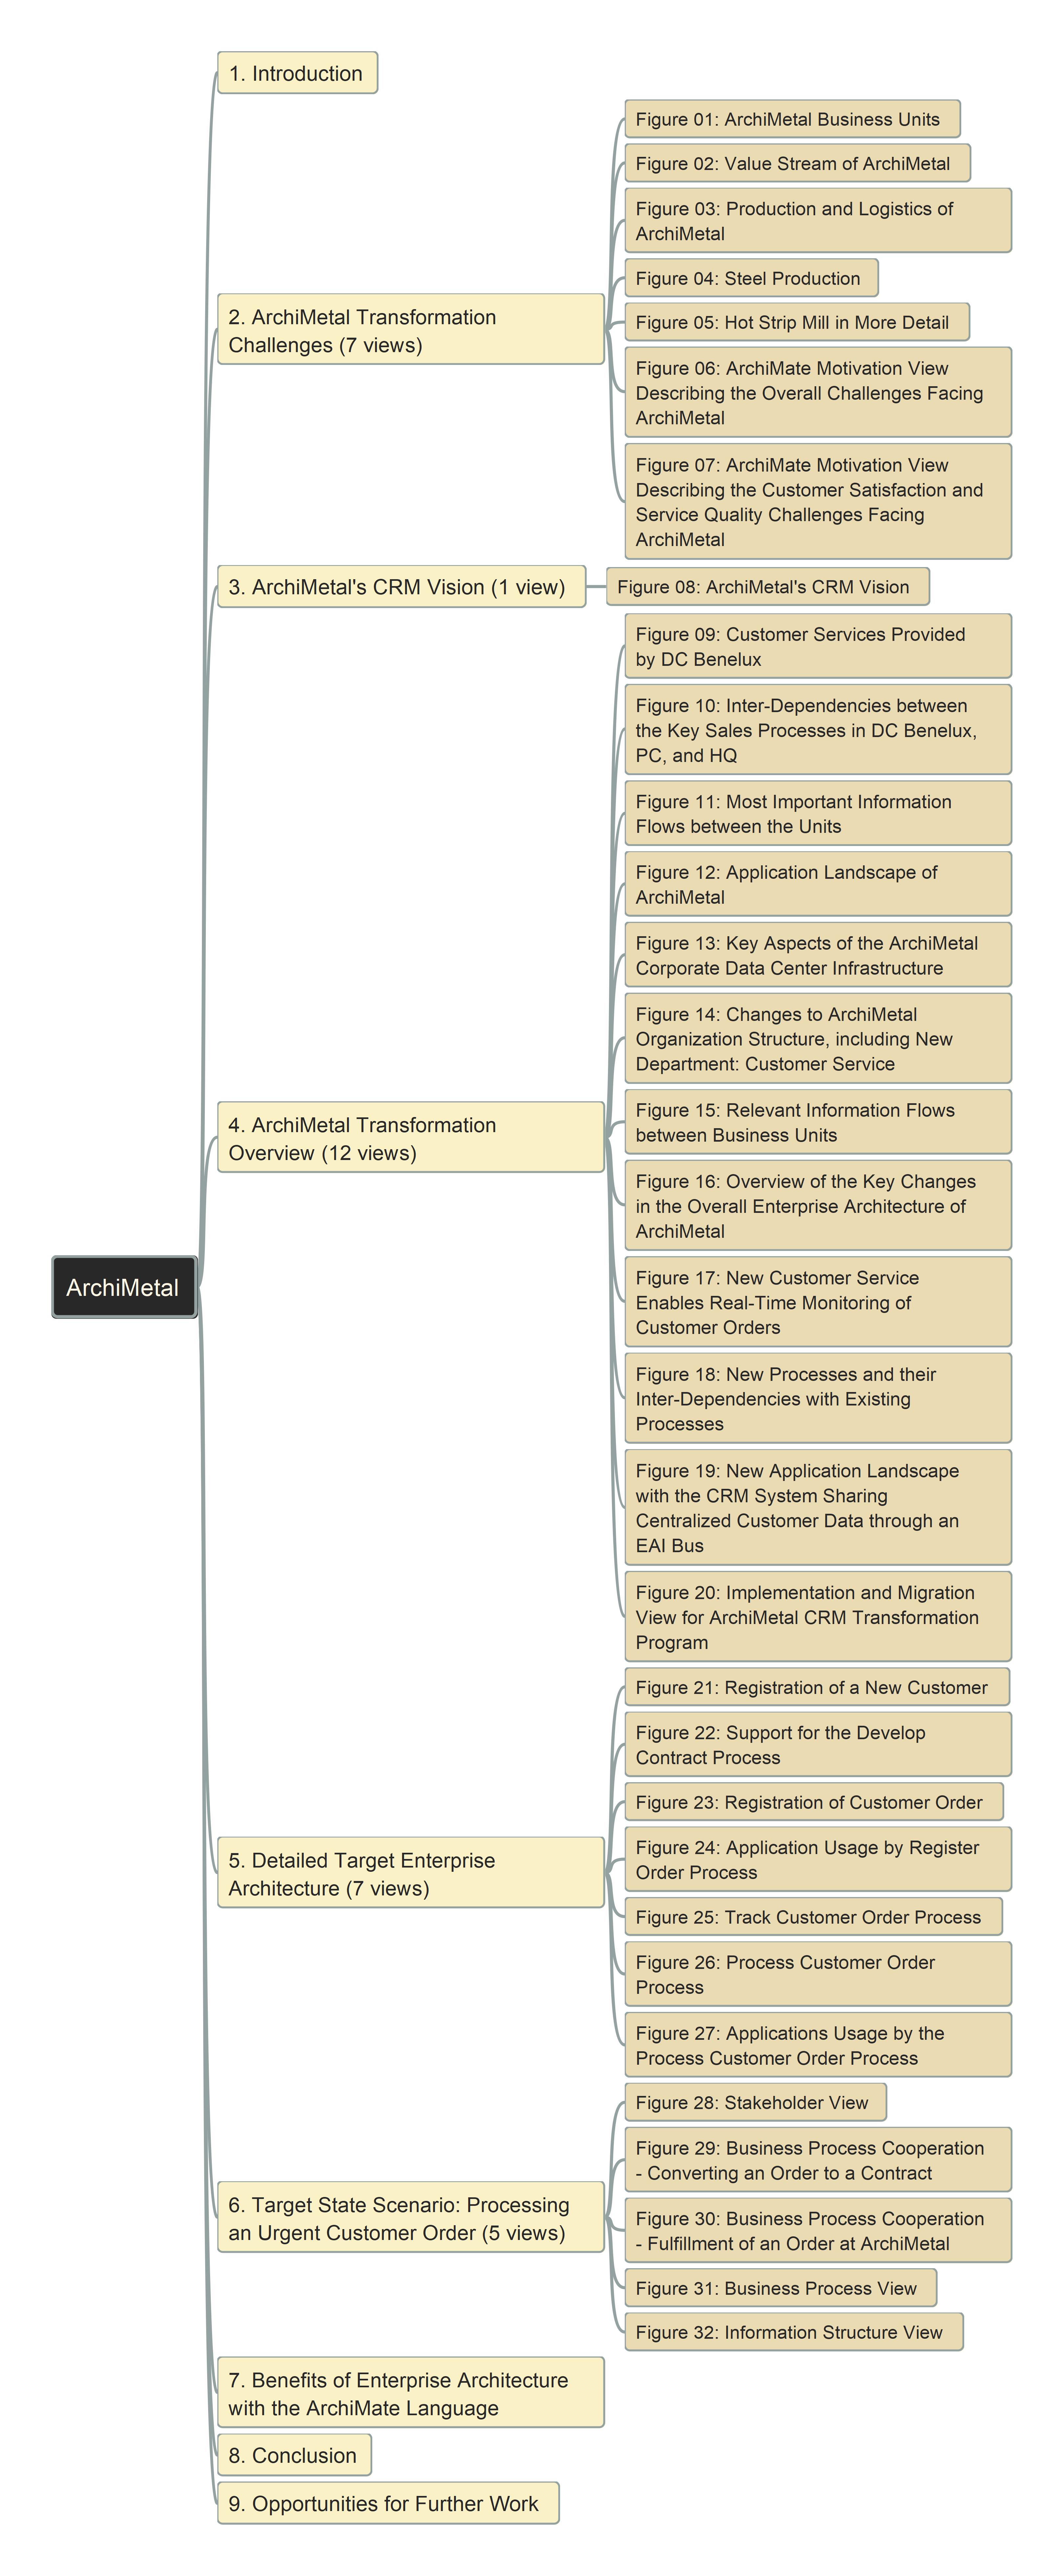 1. Introduction
Figure 01: ArchiMetal Business Units
Figure 02: Value Stream of ArchiMetal
Figure 03: Production and Logistics of
ArchiMetal
Figure 04: Steel Production
2. ArchiMetal Transformation
Challenges (7 views)
Figure 05: Hot Strip Mill in More Detail
Figure 06: ArchiMate Motivation View
Describing the Overall Challenges Facing
ArchiMetal
Figure 07: ArchiMate Motivation View
Describing the Customer Satisfaction and
Service Quality Challenges Facing
ArchiMetal
3. ArchiMetal's CRM Vision (1 view)
Figure 08: ArchiMetal's CRM Vision
Figure 09: Customer Services Provided
by DC Benelux
Figure 10: Inter-Dependencies between
the Key Sales Processes in DC Benelux,
PC, and HQ
Figure 11: Most Important Information
Flows between the Units
Figure 12: Application Landscape of
ArchiMetal
Figure 13: Key Aspects of the ArchiMetal
Corporate Data Center Infrastructure
Figure 14: Changes to ArchiMetal
Organization Structure, including New
Department: Customer Service
4. ArchiMetal Transformation
Overview (12 views)
Figure 15: Relevant Information Flows
between Business Units
Figure 16: Overview of the Key Changes
in the Overall Enterprise Architecture of
ArchiMetal
ArchiMetal
Figure 17: New Customer Service
Enables Real-Time Monitoring of
Customer Orders
Figure 18: New Processes and their
Inter-Dependencies with Existing
Processes
Figure 19: New Application Landscape
with the CRM System Sharing
Centralized Customer Data through an
EAI Bus
Figure 20: Implementation and Migration
View for ArchiMetal CRM Transformation
Program
Figure 21: Registration of a New Customer
Figure 22: Support for the Develop
Contract Process
Figure 23: Registration of Customer Order
5. Detailed Target Enterprise
Architecture (7 views)
Figure 24: Application Usage by Register
Order Process
Figure 25: Track Customer Order Process
Figure 26: Process Customer Order
Process
Figure 27: Applications Usage by the
Process Customer Order Process
Figure 28: Stakeholder View
Figure 29: Business Process Cooperation
- Converting an Order to a Contract
6. Target State Scenario: Processing
an Urgent Customer Order (5 views)
Figure 30: Business Process Cooperation
- Fulfillment of an Order at ArchiMetal
Figure 31: Business Process View
Figure 32: Information Structure View
7. Benefits of Enterprise Architecture
with the ArchiMate Language
8. Conclusion
9. Opportunities for Further Work